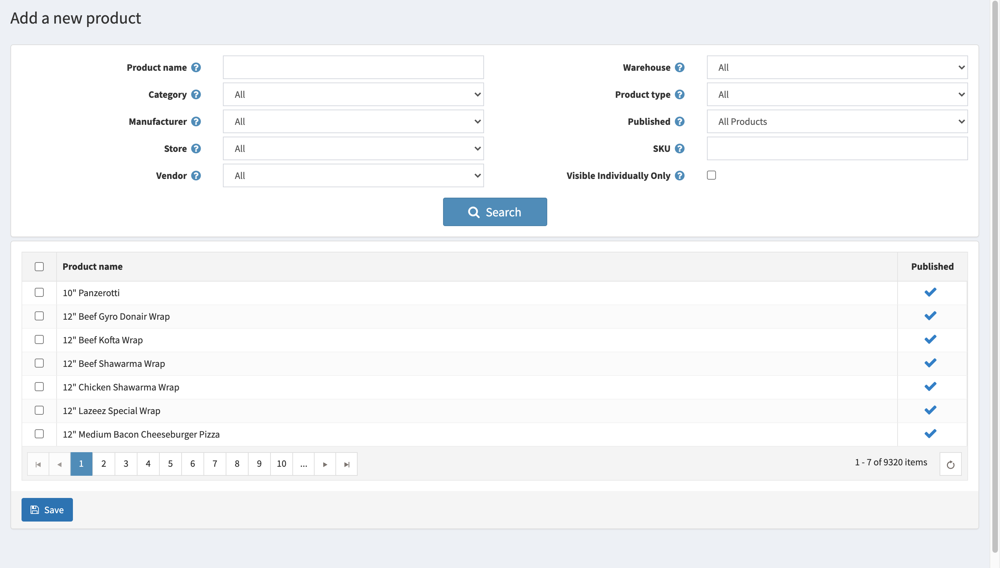 Add a new product
Product name
Warehouse
All
Category
All
Product type
All
Manufacturer
All
Published
All Products
Store
All
SKU
Vendor
All
Visible Individually Only
Search
Product name
Published
10" Panzerotti
12" Beef Gyro Donair Wrap
12" Beef Kofta Wrap
12" Beef Shawarma Wrap
12" Chicken Shawarma Wrap
12" Lazeez Special Wrap
12" Medium Bacon Cheeseburger Pizza
1 2 3 4 5 6 7 8 9 10 ...
1 - 7 of 9320 items
Save